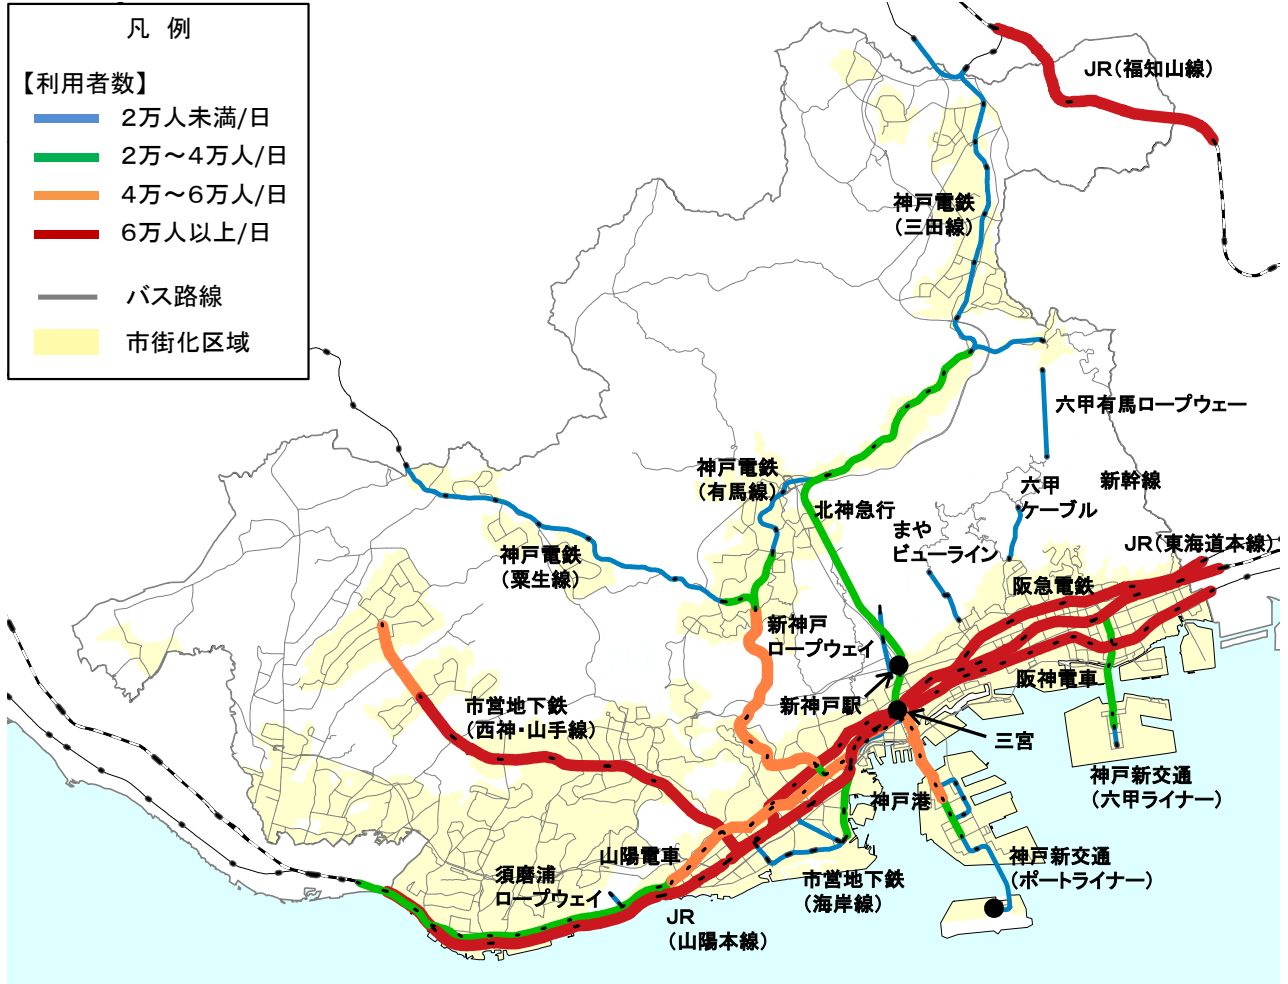 凡 例
【利用者数】
2万人未満/日
2万～4万人/日
4万～6万人/日
6万人以上/日
バス路線
市街化区域
JR(福知山線)
神戸電鉄
(三田線)
六甲有馬ロープウェー
神戸電鉄
(有馬線)
北神急行
六甲
ケーブル
新幹線
まや
ビューライン
JR(東海道本線)
神戸電鉄
(粟生線)
阪急電鉄
新神戸
ロープウェイ
阪神電車
新神戸駅
市営地下鉄
(西神・山手線)
三宮
神戸新交通
(六甲ライナー)
神戸港
山陽電車
神戸新交通
(ポートライナー)
須磨浦
ロープウェイ
市営地下鉄
(海岸線)
JR
(山陽本線)